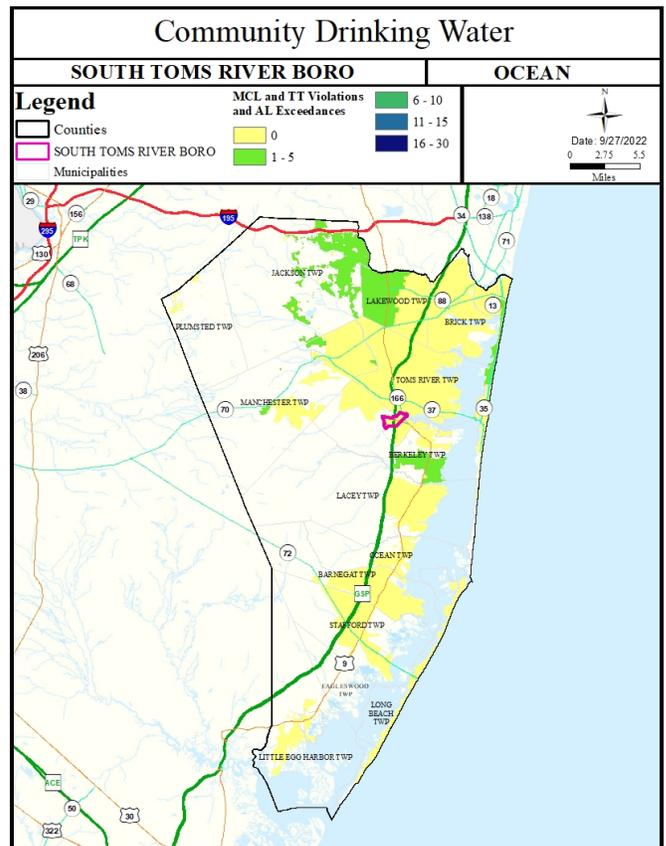 Community Drinking Water
SOUTH TOMS RIVER BORO
OCEAN
Legend
Counties
SOUTH TOMS RIVER BORO
Municipalities
MCL and TT Violations
and AL Exceedances
0
1 - 5
6 - 10
11 - 15
16 - 30
N
Date: 9/27/2022
0 2.75 5.5
Miles
29
156
295
TPK
130
68
195
34
18
138
71
JACKSON TWP
LAKEWOOD TWP
88
13
PLUMSTED TWP
BRICK TWP
206
38
TOMS RIVER TWP
166
70
MANCHESTER TWP
37
35
BERKELEY TWP
LACEY TWP
72
OCEAN TWP
BARNEGAT TWP
GSP
STAFFORD TWP
9
EAGLESWOOD
TWP
LONG
BEACH
TWP
LITTLE EGG HARBOR TWP
ACE
50
30
322